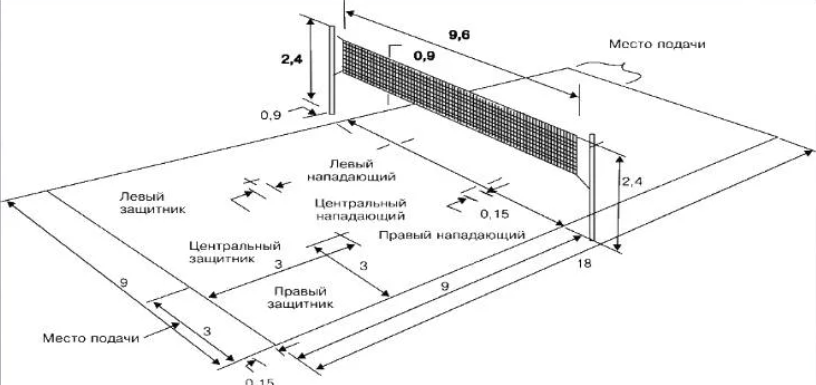 9,6
Место подачи
2,4
0,9
0,9
Левый
нападающий
Левый
защитник
2,4
Центральный
нападающий
0,15
Правый нападающий
Центральный
защитник
3
3
18
9
9
Правый
защитник
3
Место подачи
0,15